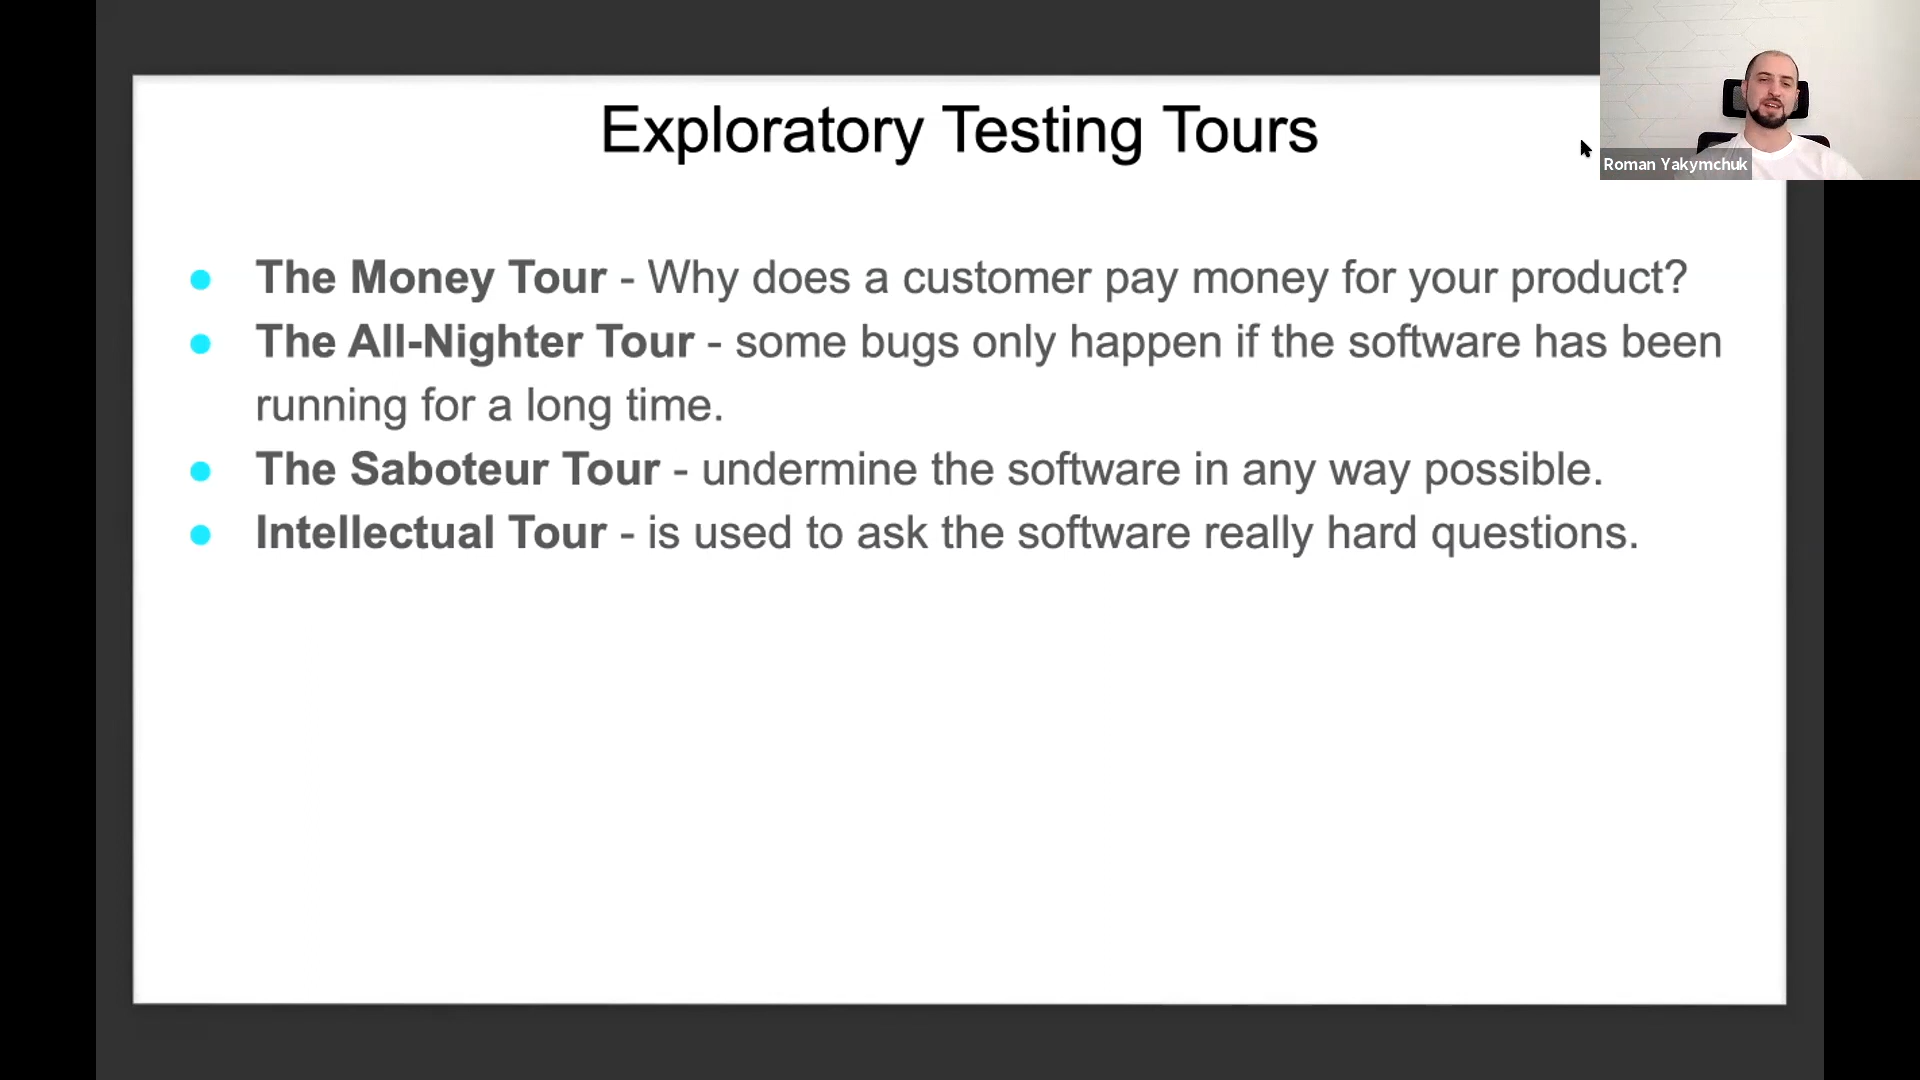 Exploratory Testing Tours
Roman Yakymchuk
● The Money Tour - Why does a customer pay money for your product?
● The All-Nighter Tour - some bugs only happen if the software has been
running for a long time.
● The Saboteur Tour - undermine the software in any way possible.
● Intellectual Tour - is used to ask the software really hard questions.